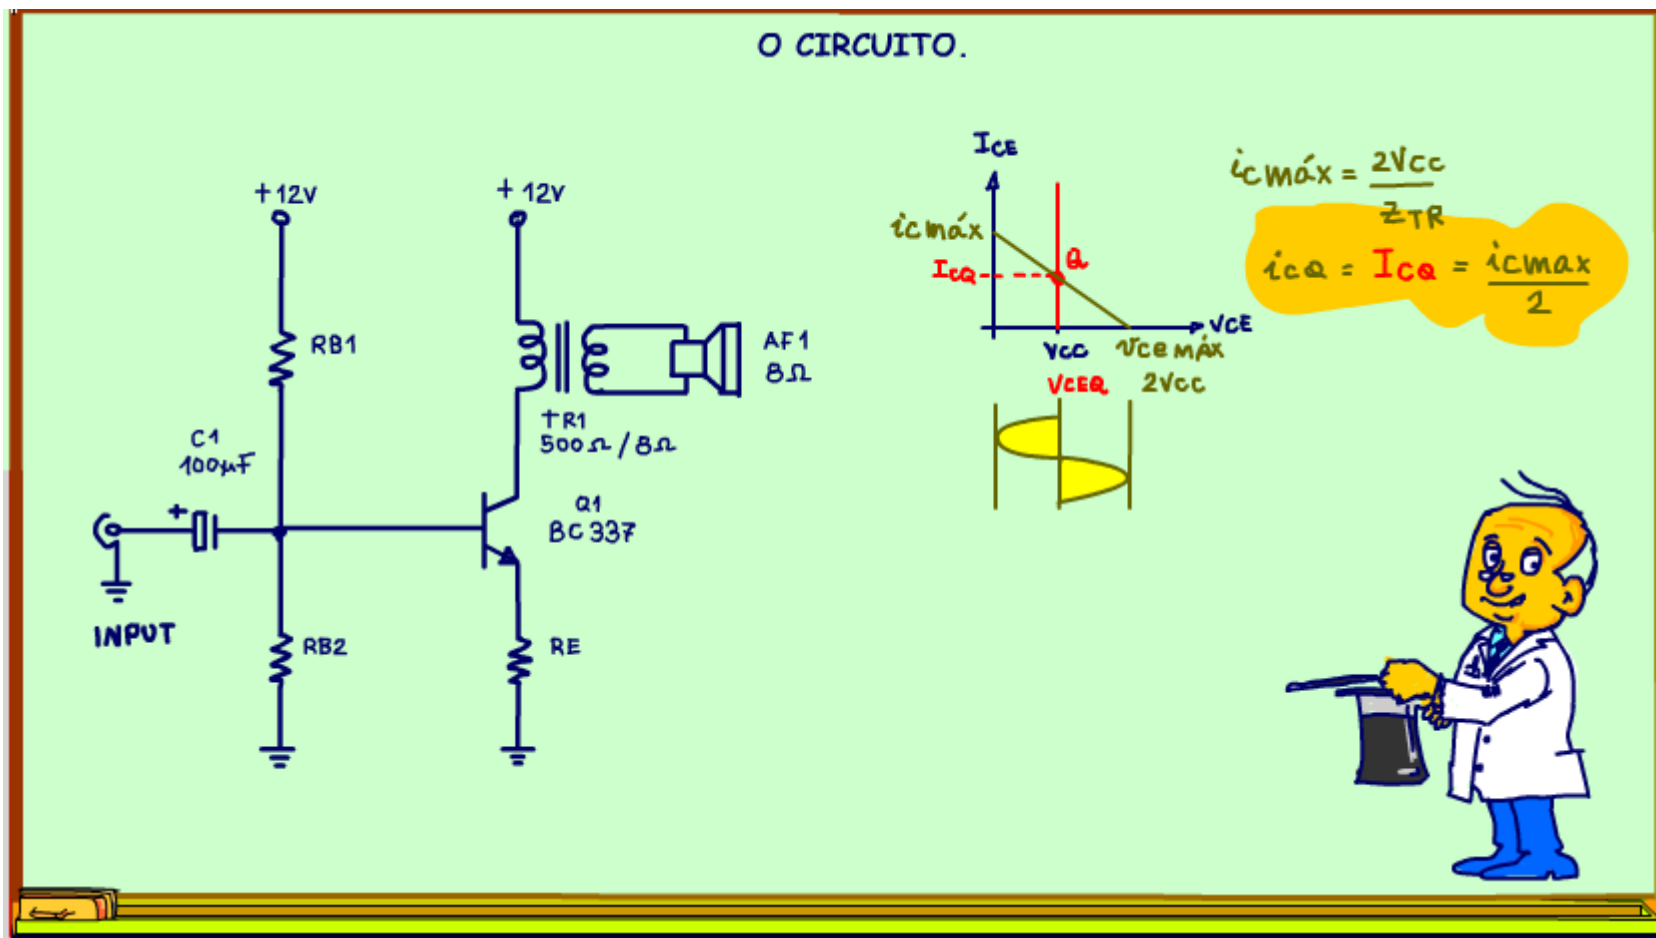 O CIRCUITO.
+12V
+12V
RB1
AF1
8Ω
TR1
500Ω/8Ω
C1
100μF
+
Q1
BC337
INPUT
RB2
RE
ICE
icmáx
ICQ
Q
VCE
VCC
vce MÁX
VCEQ
2VCC
icmáx = 2VCC
ZTR
icQ = ICQ = icmax
2